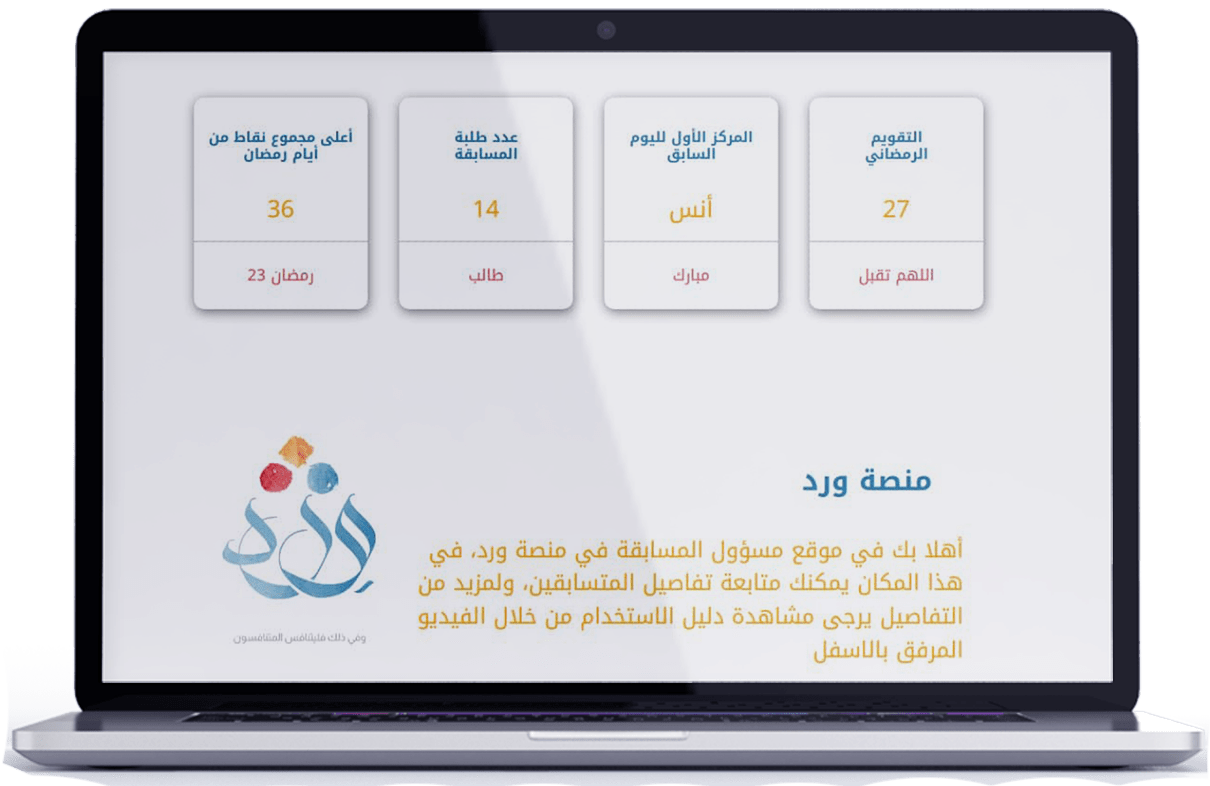 التقويم
الرمضاني
27
اللهم تقبل
المركز الأول لليوم
السابق
أنس
مبارك
عدد طلبة
المسابقة
14
طالب
أعلى مجموع نقاط من
أيام رمضان
36
رمضان 23
منصة ورد
أهلا بك في موقع مسؤول المسابقة في منصة ورد، في
هذا المكان يمكنك متابعة تفاصيل المتسابقين، ولمزيد من
التفاصيل يرجى مشاهدة دليل الاستخدام من خلال الفيديو
المرفق بالاسفل
ورد
وفي ذلك فليتنافس المتنافسون